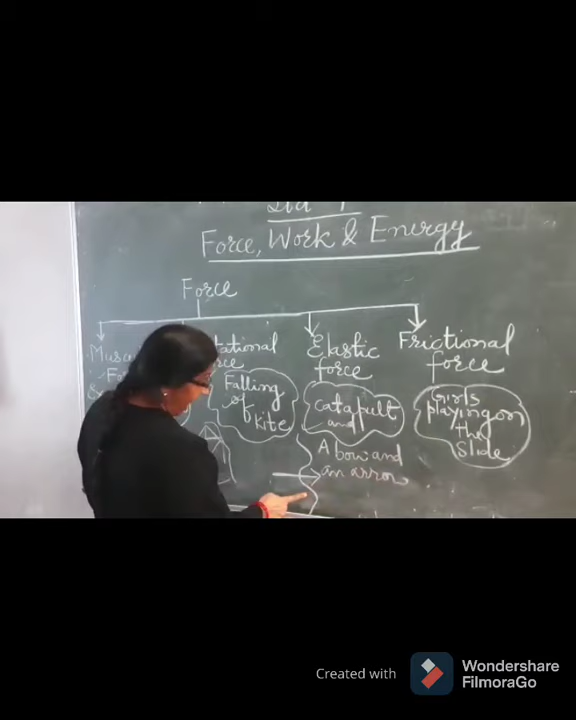 Force, Work & Energy
Force
Elastic
force
Frictional
force
Falling
of
kite
catapult
and
A bow and
an arrow
Girls
playing on
the
slide
Created with
Wondershare
FilmoraGo